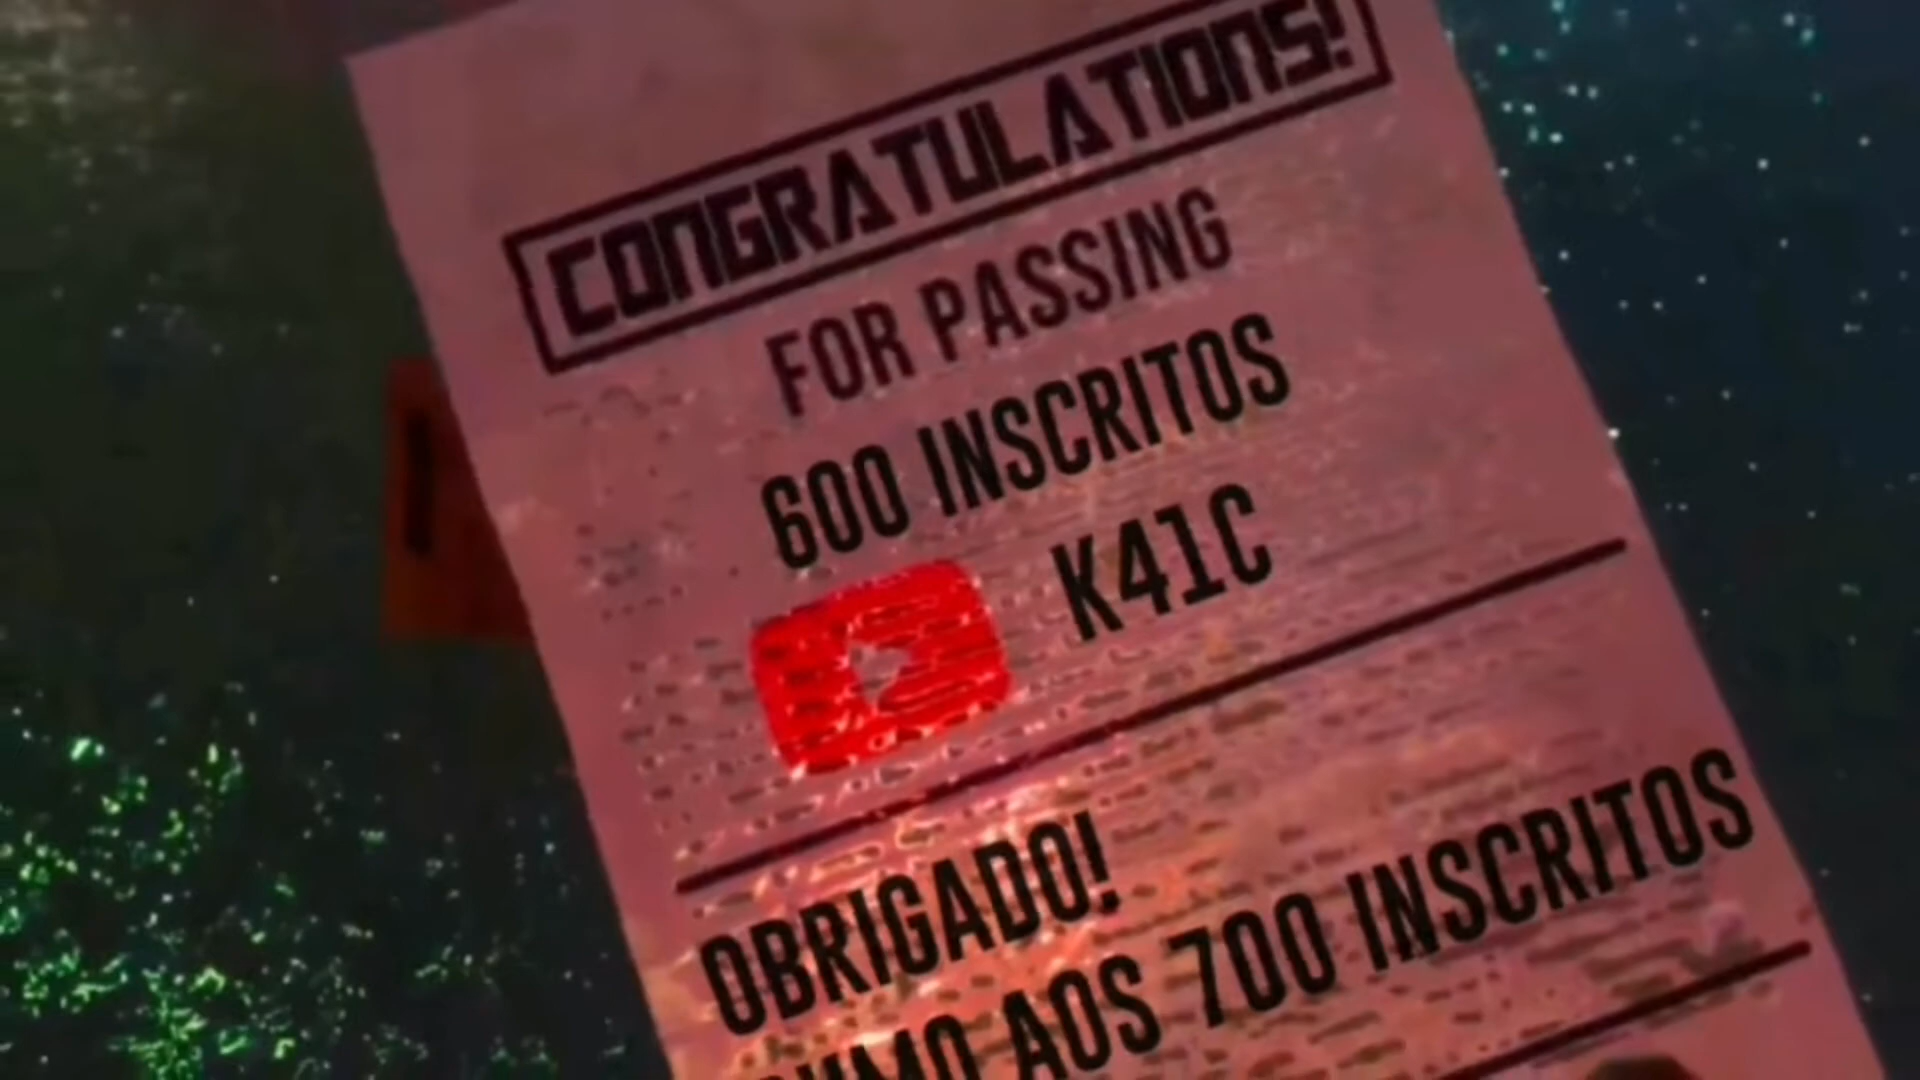 CONGRATULATIONS!
FOR PASSING
600 INSCRITOS
K41C
OBRIGADO!
AOS 700 INSCRITOS